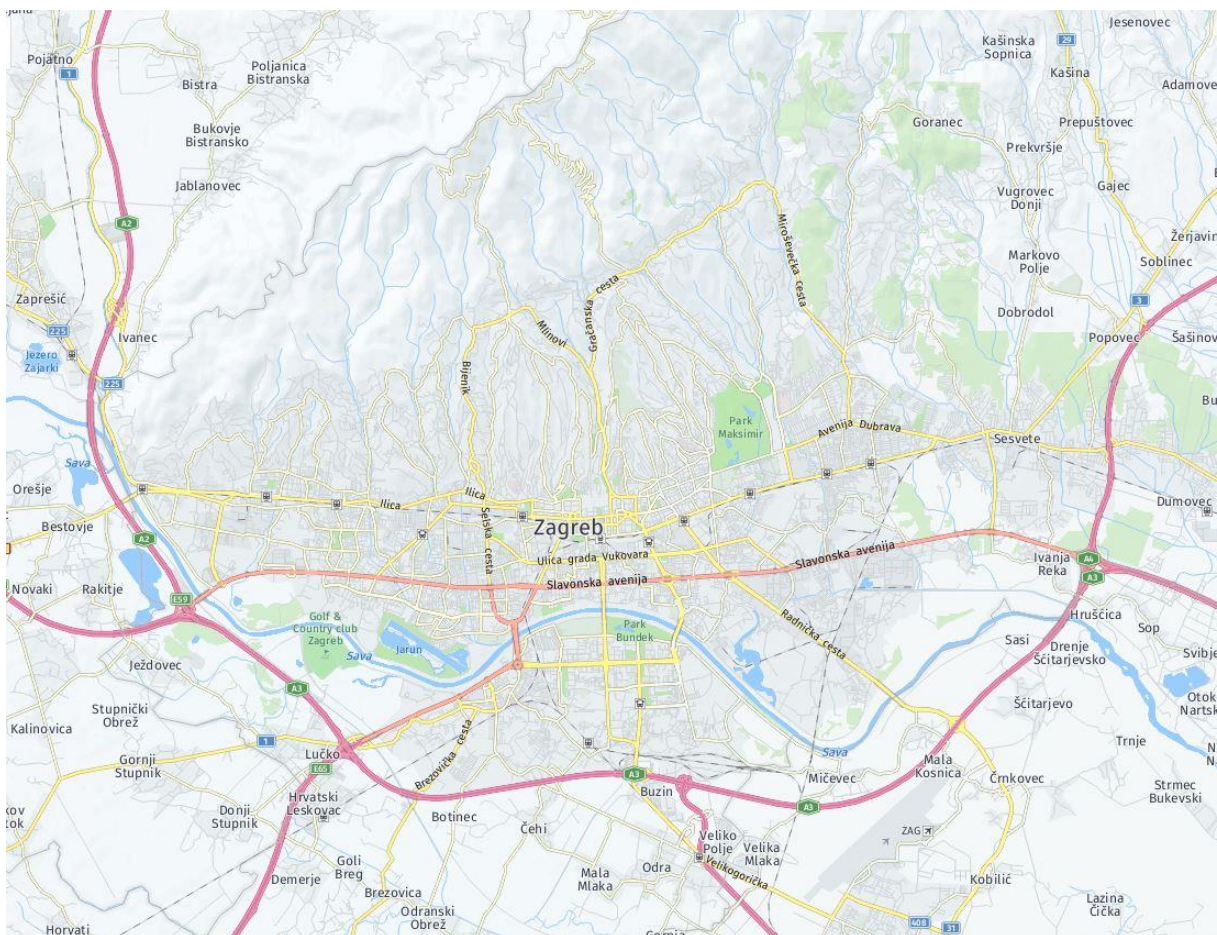 Jesenovec
Pojatno
1
Poljanica
Bistranska
Bistra
Kašinska
Sopnica
29
Kašina
Adamove
Bukovje
Bistransko
Goranec
Prepuštovec
Prekvršje
Jablanovec
Vugrovec
Donji
Gajec
A2
Miroševečka cesta
Žerjavin
Markovo
Polje
Soblinec
Zaprešić
Gračanska cesta
3
Dobrodol
225
Ivanec
Mlinovi
Popovec
Šašinov
Jezero
Zajarki
Bijenik
225
Bu
Park
Maksimir
Avenija Dubrava
Sesvete
Sava
Orešje
Ilica
Ilica
Dumovec
Bestovje
Selska cesta
Zagreb
A2
Ulica grada Vukovara
Slavonska avenija
Slavonska avenija
Ivanja
Reka
A4
A3
Novaki
Rakitje
E59
Hrušćica
Golf &
Country club
Zagreb
Park
Bundek
Radnička cesta
Sasi
Sop
Jarun
Sava
Drenje
Šćitarjevsko
Svibje
Ježdovec
A3
Otok
Nartsk
Stupnički
Obrež
Šćitarjevo
Kalinovica
1
Brezovička cesta
Trnje
Sava
Gornji
Stupnik
Lučko
E65
A3
Mičevec
Mala
Kosnica
Črnkovec
Buzin
Strmec
Bukevski
Hrvatski
Leskovac
A3
kov
tok
Donji
Stupnik
Botinec
Čehi
ZAG
Veliko
Polje
Velika
Mlaka
Goli
Breg
Odra
Velikogorička
Demerje
Mala
Mlaka
Kobilić
Brezovica
Lazina
Čička
Odranski
Obrež
408
31
Horvati
Gornja